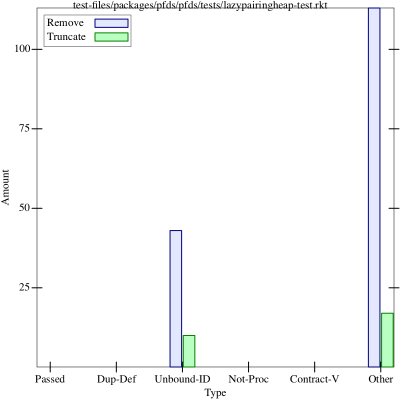 test-files/packages/pfds/pfds/tests/lazypairingheap-test.rkt
Remove
Truncate
100
75
50
25
Amount
Passed Dup-Def Unbound-ID Not-Proc Contract-V Other
Type